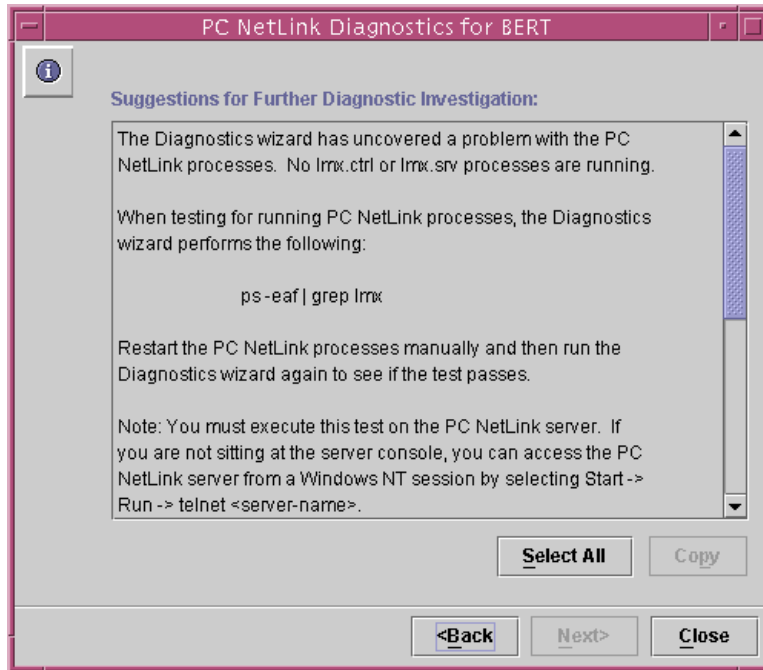 PC NetLink Diagnostics for BERT
Suggestions for Further Diagnostic Investigation:
The Diagnostics wizard has uncovered a problem with the PC
NetLink processes. No lmx.ctrl or lmx.srv processes are running.
When testing for running PC NetLink processes, the Diagnostics
wizard performs the following:
ps -eaf | grep lmx
Restart the PC NetLink processes manually and then run the
Diagnostics wizard again to see if the test passes.
Note: You must execute this test on the PC NetLink server. If
you are not sitting at the server console, you can access the PC
NetLink server from a Windows NT session by selecting Start ->
Run -> telnet <server-name>.
Select All Copy
<Back Next> Close